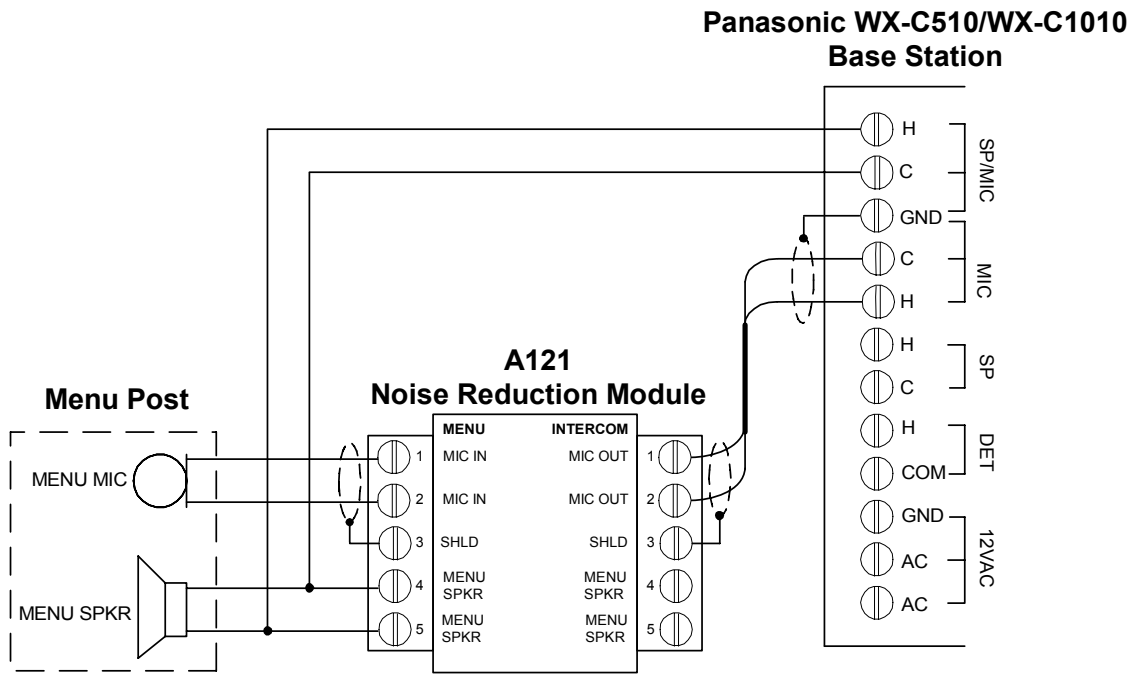 Panasonic WX-C510/WX-C1010
Base Station
H
C
GND
SP/MIC
C
H
MIC
H
C
SP
H
COM
DET
GND
AC
AC
12VAC
A121
Noise Reduction Module
Menu Post
MENU MIC
MENU SPKR
MENU INTERCOM
1 MIC IN MIC OUT 1
2 MIC IN MIC OUT 2
3 SHLD SHLD 3
4 MENU SPKR MENU SPKR 4
5 MENU SPKR MENU SPKR 5